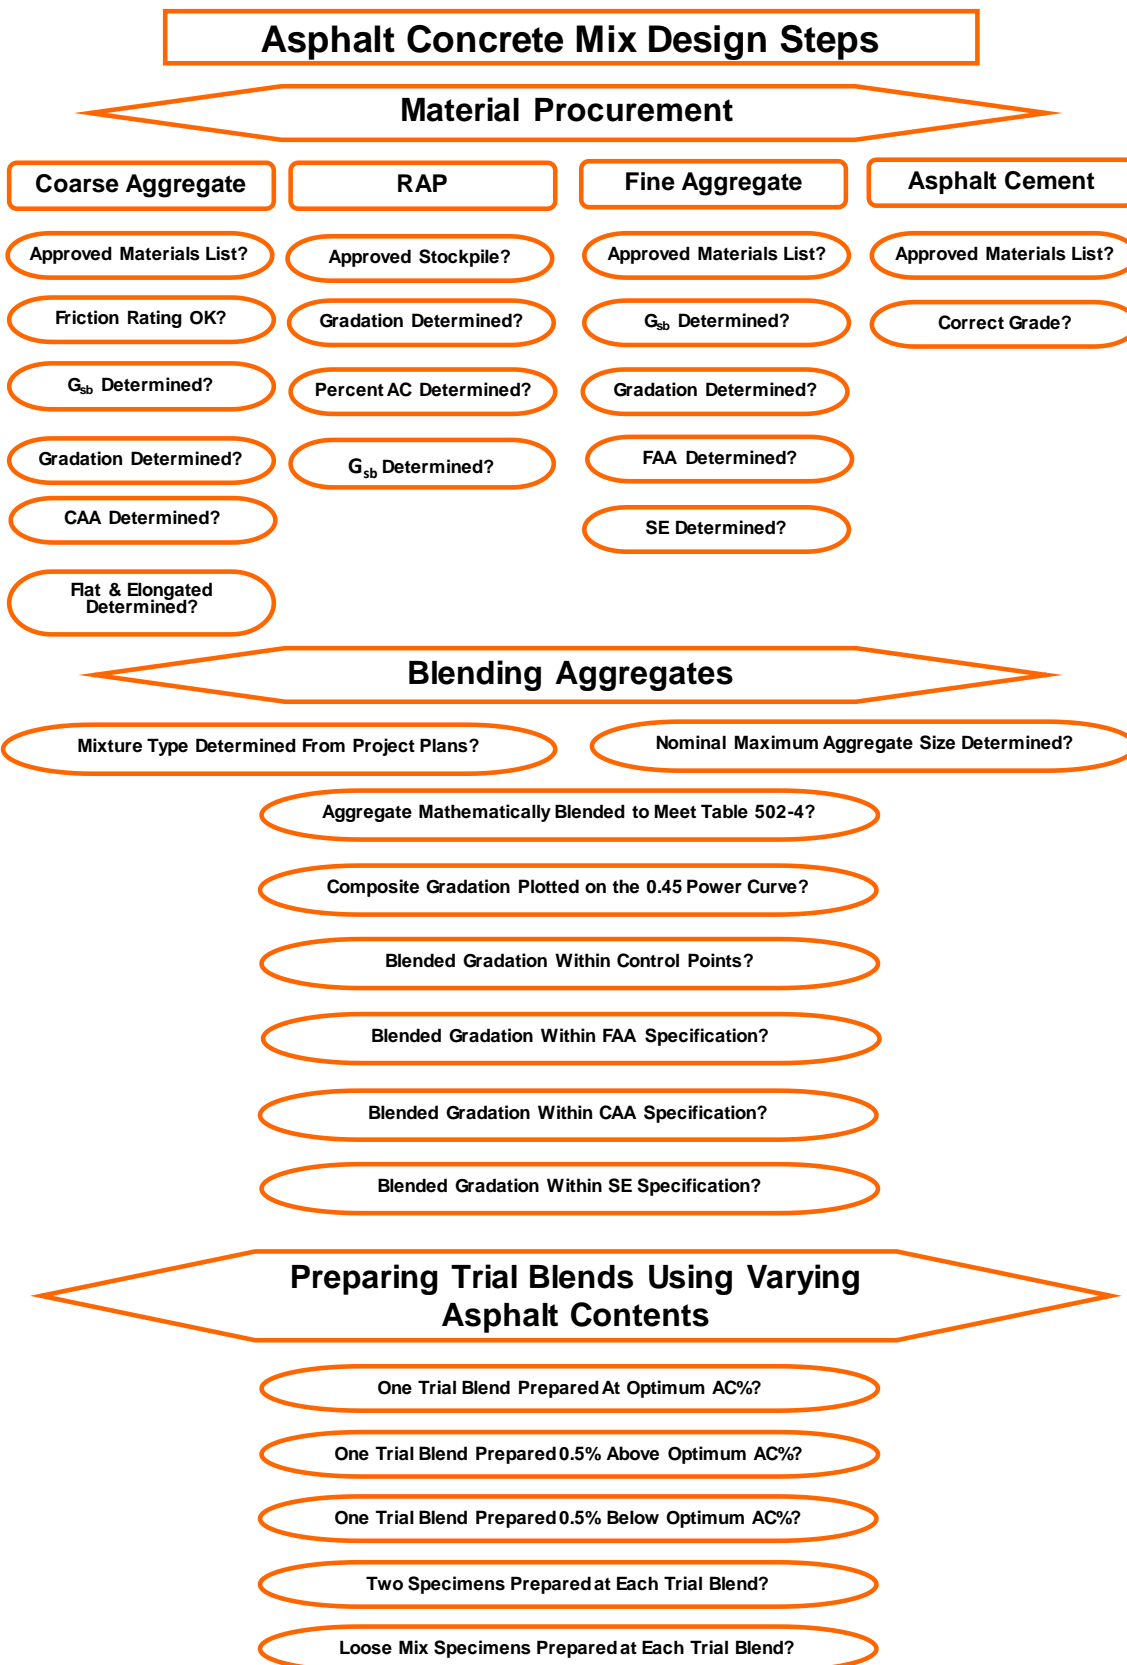 Asphalt Concrete Mix Design Steps
Material Procurement
Coarse Aggregate
RAP
Fine Aggregate
Asphalt Cement
Approved Materials List?
Approved Stockpile?
Approved Materials List?
Approved Materials List?
Friction Rating OK?
Gradation Determined?
Gsb Determined?
Correct Grade?
Gsb Determined?
Percent AC Determined?
Gradation Determined?
Gradation Determined?
Gsb Determined?
FAA Determined?
CAA Determined?
SE Determined?
Flat & Elongated
Determined?
Blending Aggregates
Mixture Type Determined From Project Plans?
Nominal Maximum Aggregate Size Determined?
Aggregate Mathematically Blended to Meet Table 502-4?
Composite Gradation Plotted on the 0.45 Power Curve?
Blended Gradation Within Control Points?
Blended Gradation Within FAA Specification?
Blended Gradation Within CAA Specification?
Blended Gradation Within SE Specification?
Preparing Trial Blends Using Varying
Asphalt Contents
One Trial Blend Prepared At Optimum AC%?
One Trial Blend Prepared 0.5% Above Optimum AC%?
One Trial Blend Prepared 0.5% Below Optimum AC%?
Two Specimens Prepared at Each Trial Blend?
Loose Mix Specimens Prepared at Each Trial Blend?